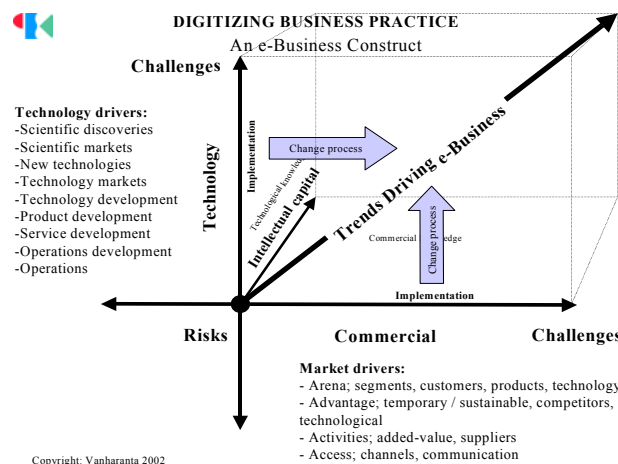 DIGITIZING BUSINESS PRACTICE
An e-Business Construct
Challenges
Technology drivers:
-Scientific discoveries
-Scientific markets
-New technologies
-Technology markets
-Technology development
-Product development
-Service development
-Operations development
-Operations
Technology
Implementation
Change process
Technological
Intellectual capital
Trends Driving e-Business
Commercial
Change process
Implementation
Risks
Commercial
Challenges
Market drivers:
- Arena; segments, customers, products, technology
- Advantage; temporary / sustainable, competitors,
technological
- Activities; added-value, suppliers
- Access; channels, communication
Copyright: Vanharanta 2002